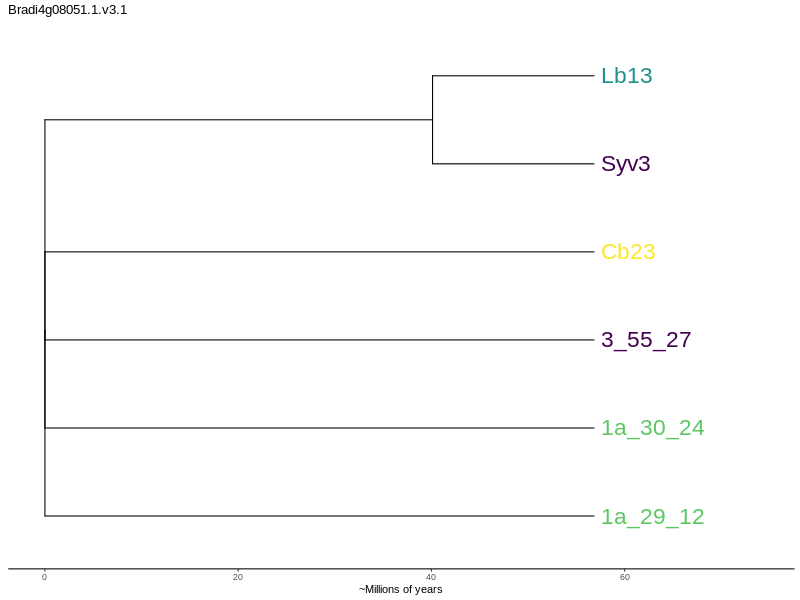 Bradi4g08051.1.v3.1
Lb13
Syv3
Cb23
3_55_27
1a_30_24
1a_29_12
0 20 40 60
~Millions of years